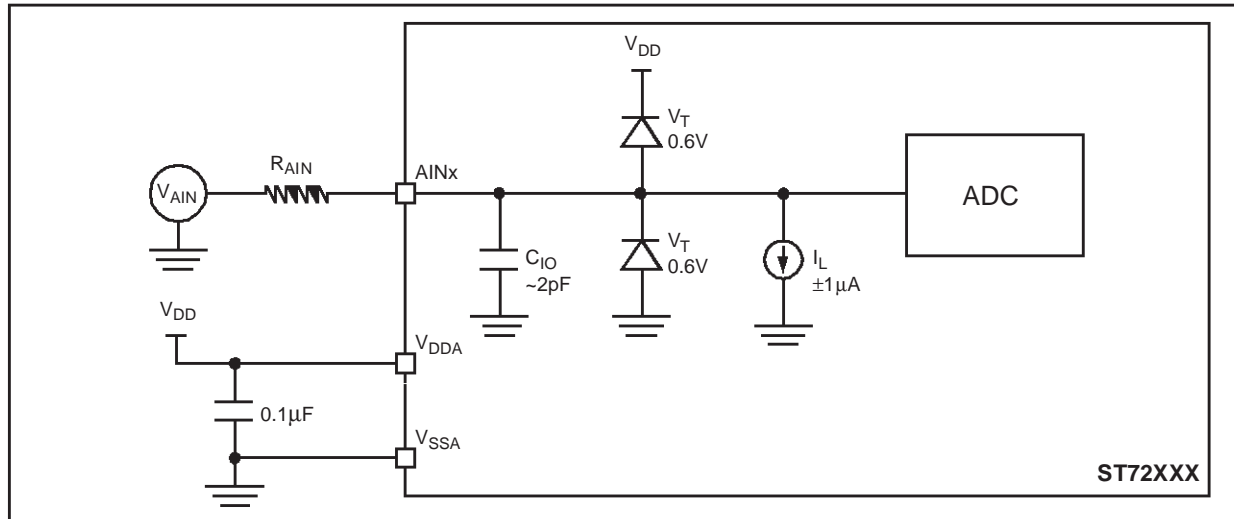 V_DD
V_T
0.6V
R_AIN
AINx
V_AIN
ADC
C_IO
~2pF
V_T
0.6V
I_L
±1μA
V_DD
V_DDA
0.1μF
V_SSA
ST72XXX